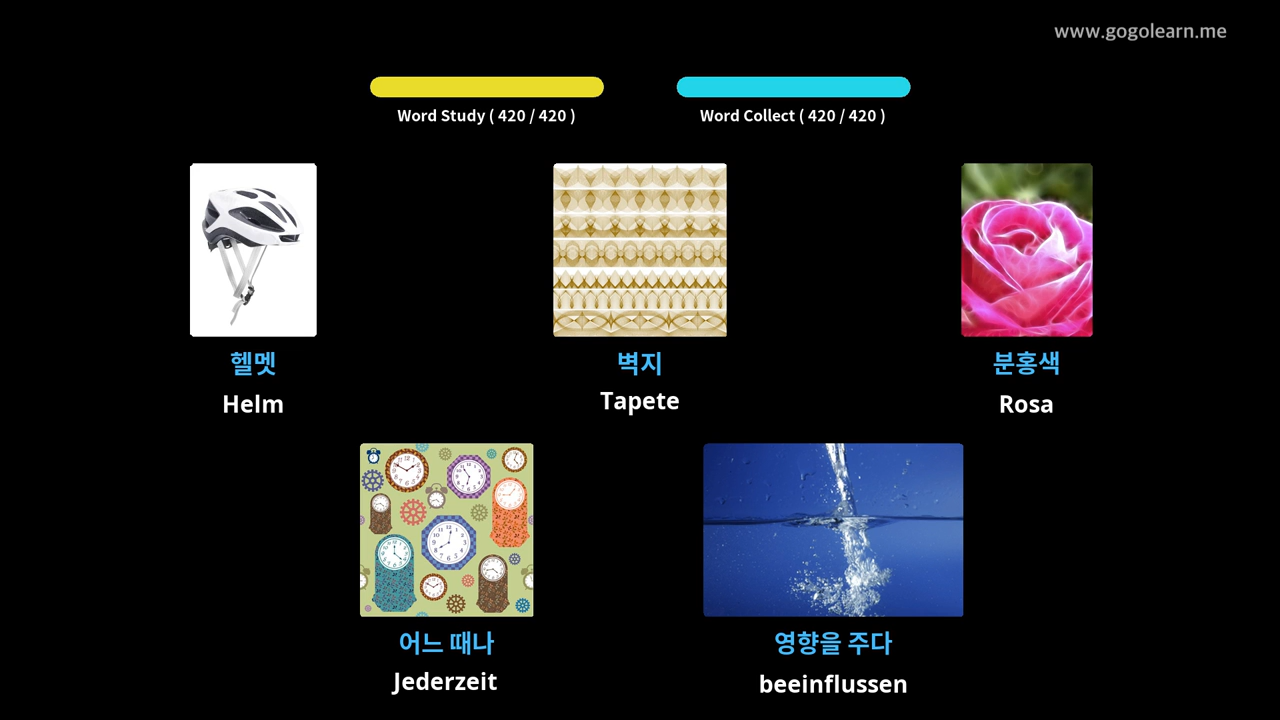 www.gogolearn.me
Word Study ( 420 / 420 )
Word Collect ( 420 / 420 )
헬멧
Helm
벽지
Tapete
분홍색
Rosa
어느 때나
Jederzeit
영향을 주다
beeinflussen